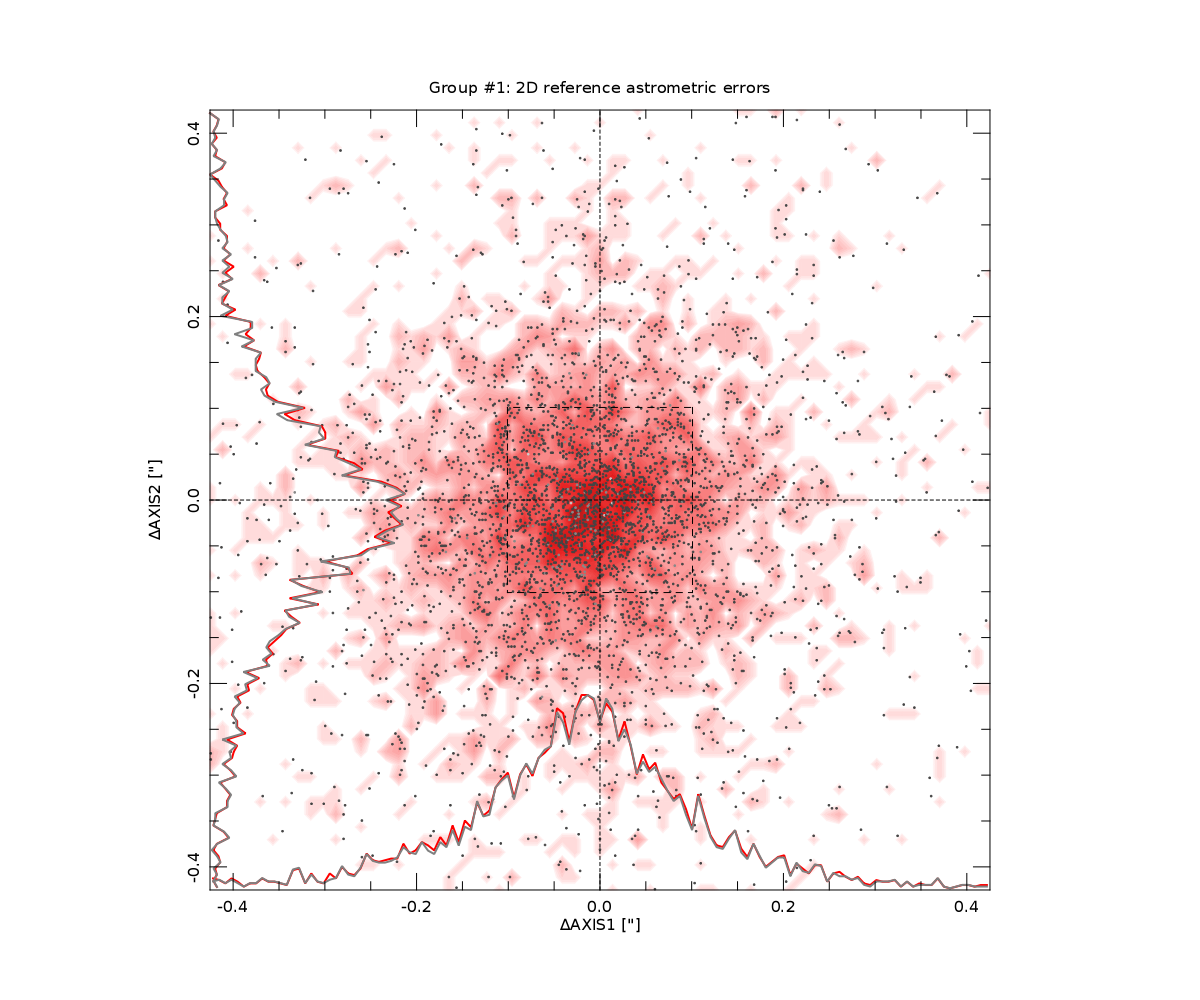 Group #1: 2D reference astrometric errors
0.4
0.2
0.0
-0.2
-0.4
ΔAXIS2 ["]
-0.4 -0.2 0.0 0.2 0.4
ΔAXIS1 ["]